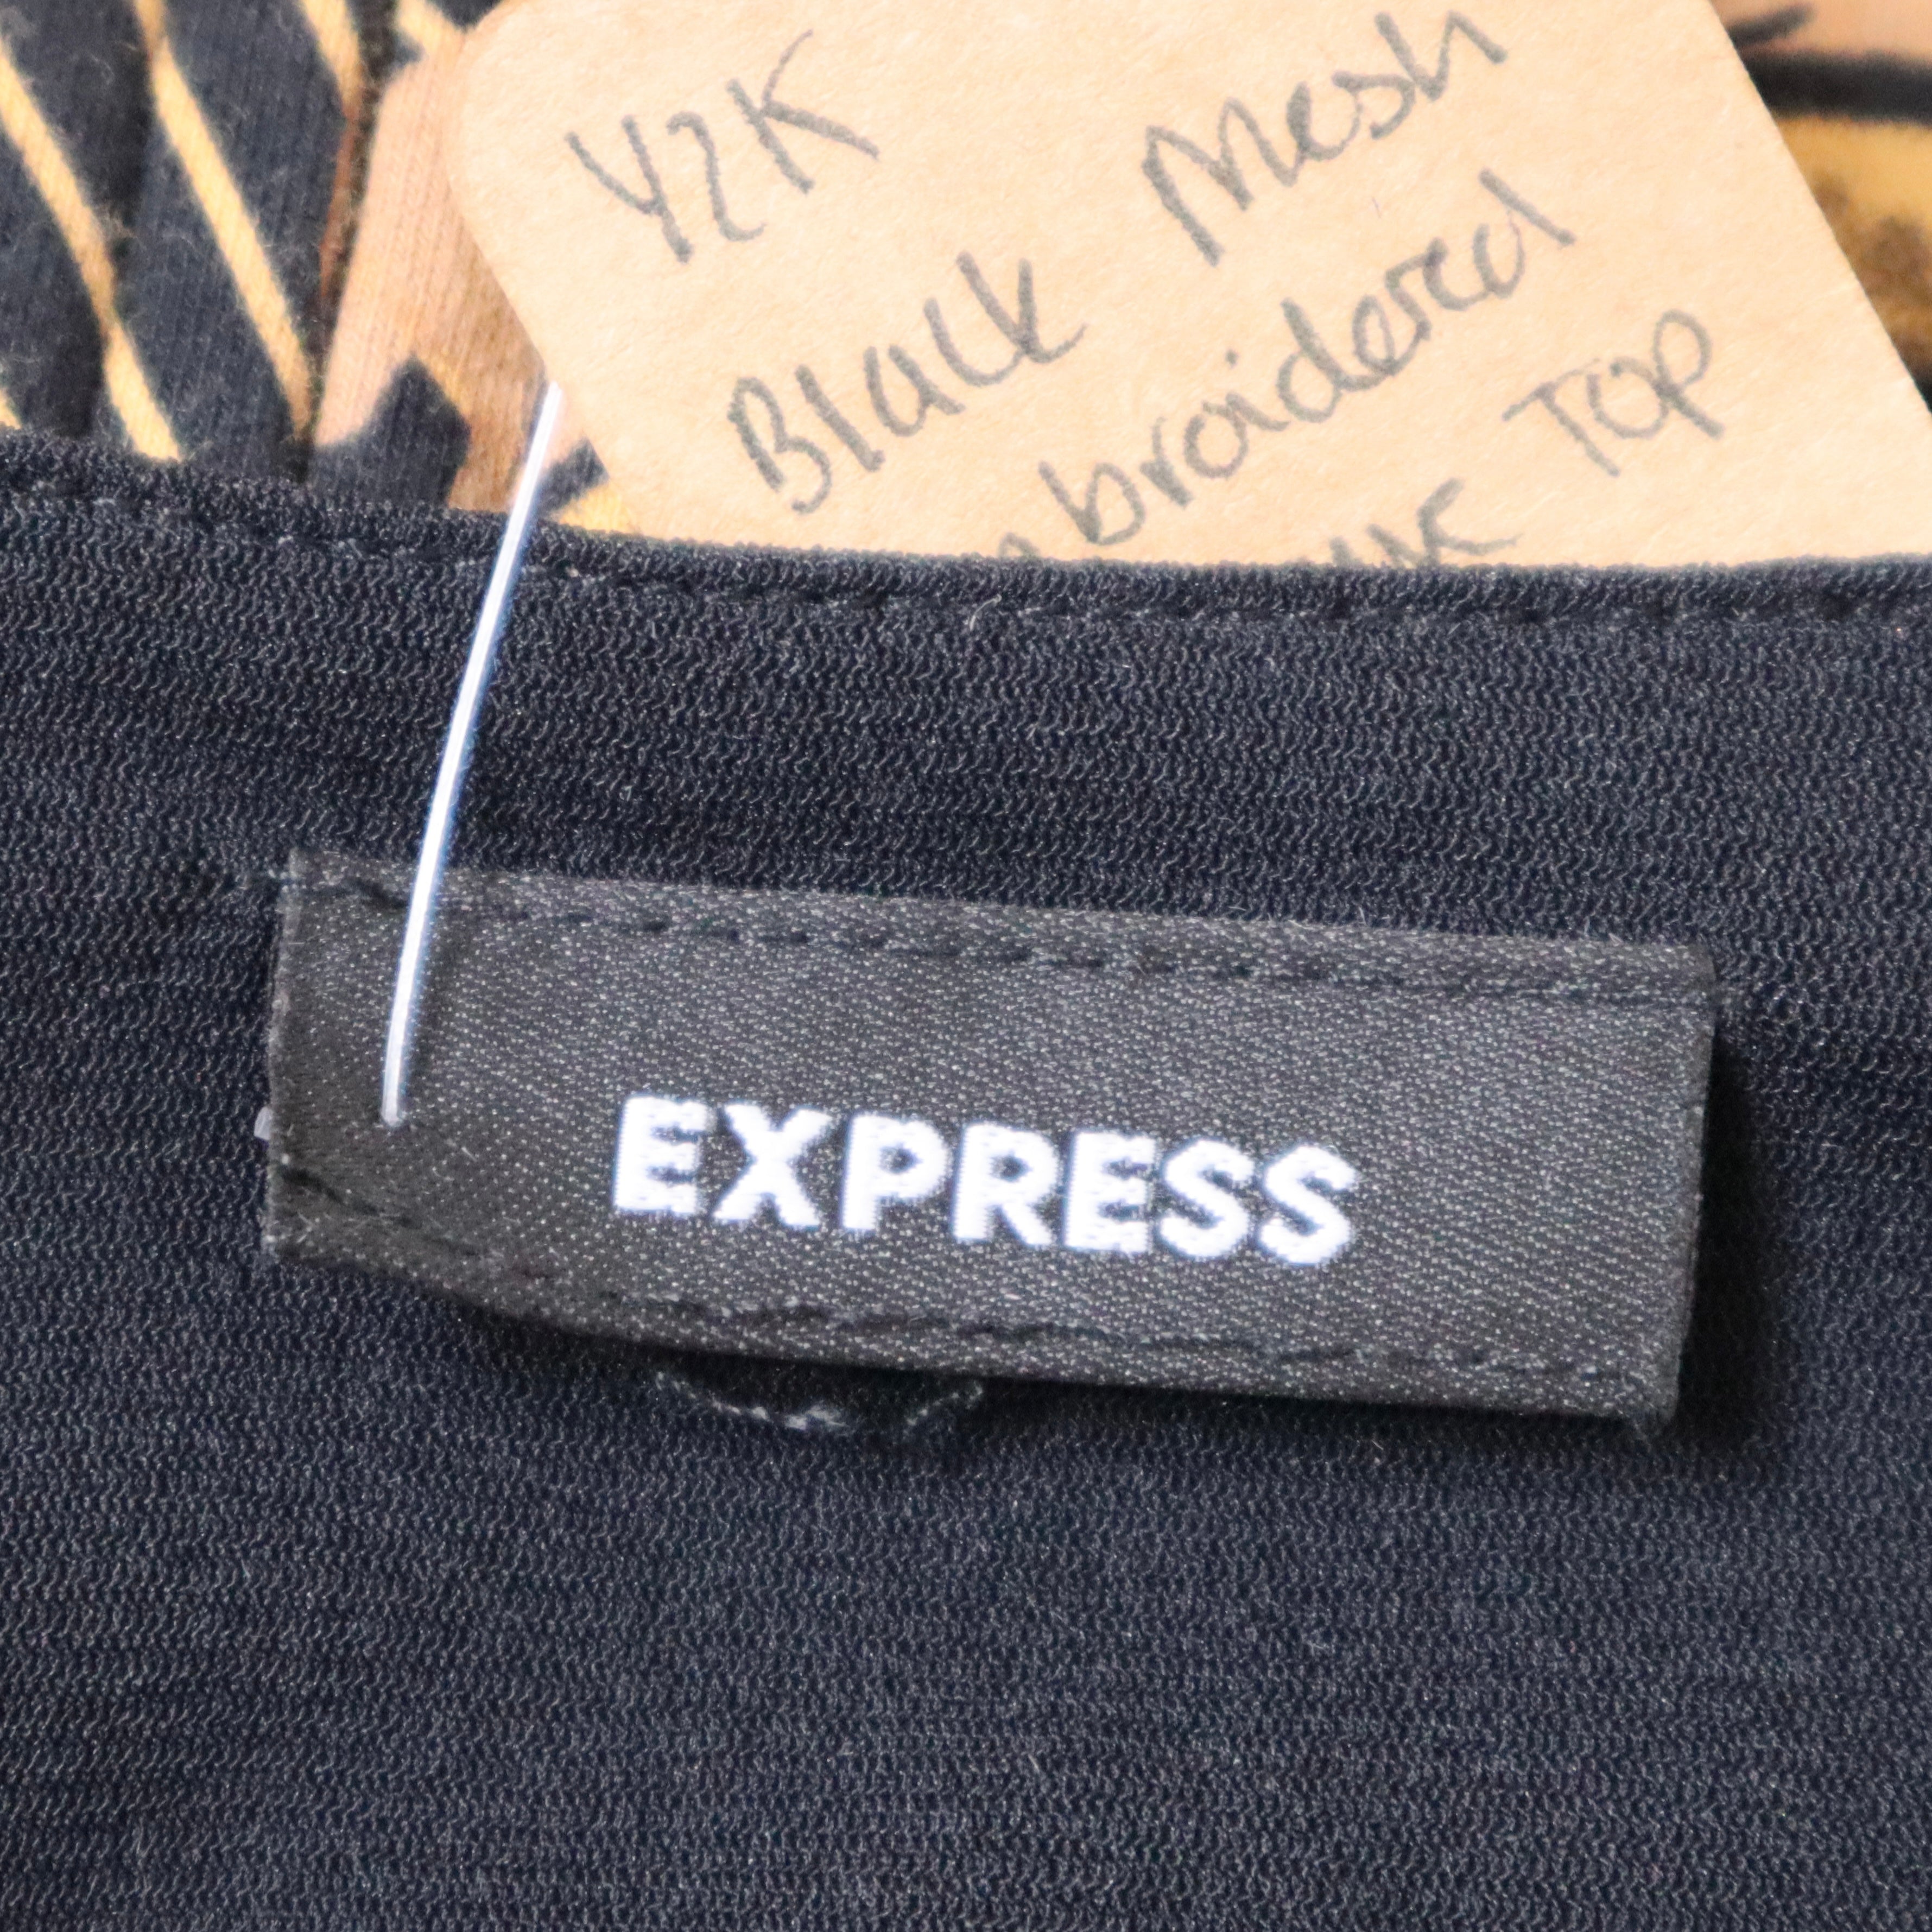 Y2K
Black Mesh
broidered
Top
EXPRESS